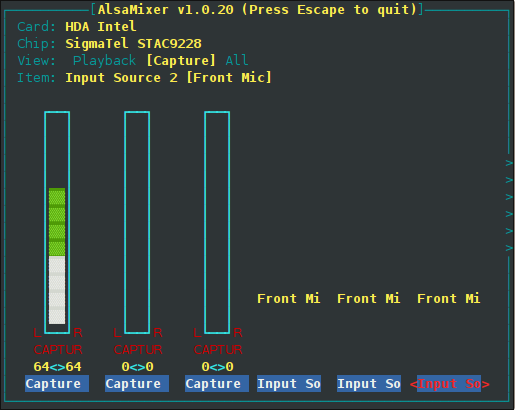 [AlsaMixer v1.0.20 (Press Escape to quit)]
Card: HDA Intel
Chip: SigmaTel STAC9228
View: Playback [Capture] All
Item: Input Source 2 [Front Mic]
>
>
>
>
>
>
Front Mi Front Mi Front Mi
L R L R L R
CAPTUR CAPTUR CAPTUR
64<>64 0<>0 0<>0
Capture Capture Capture Input So Input So <Input So>